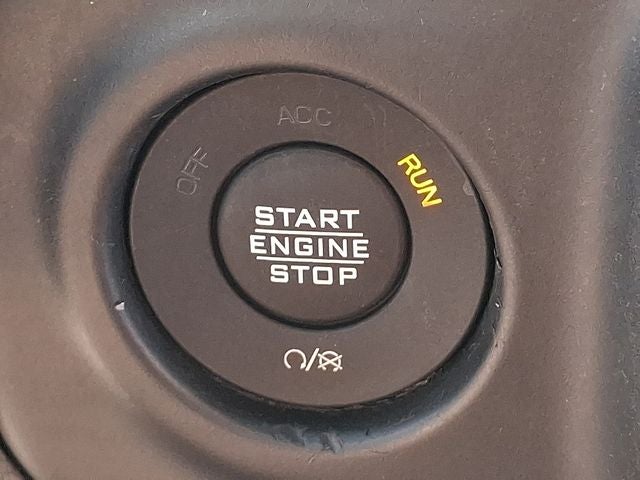 ACC
OFF
RUN
START
ENGINE
STOP